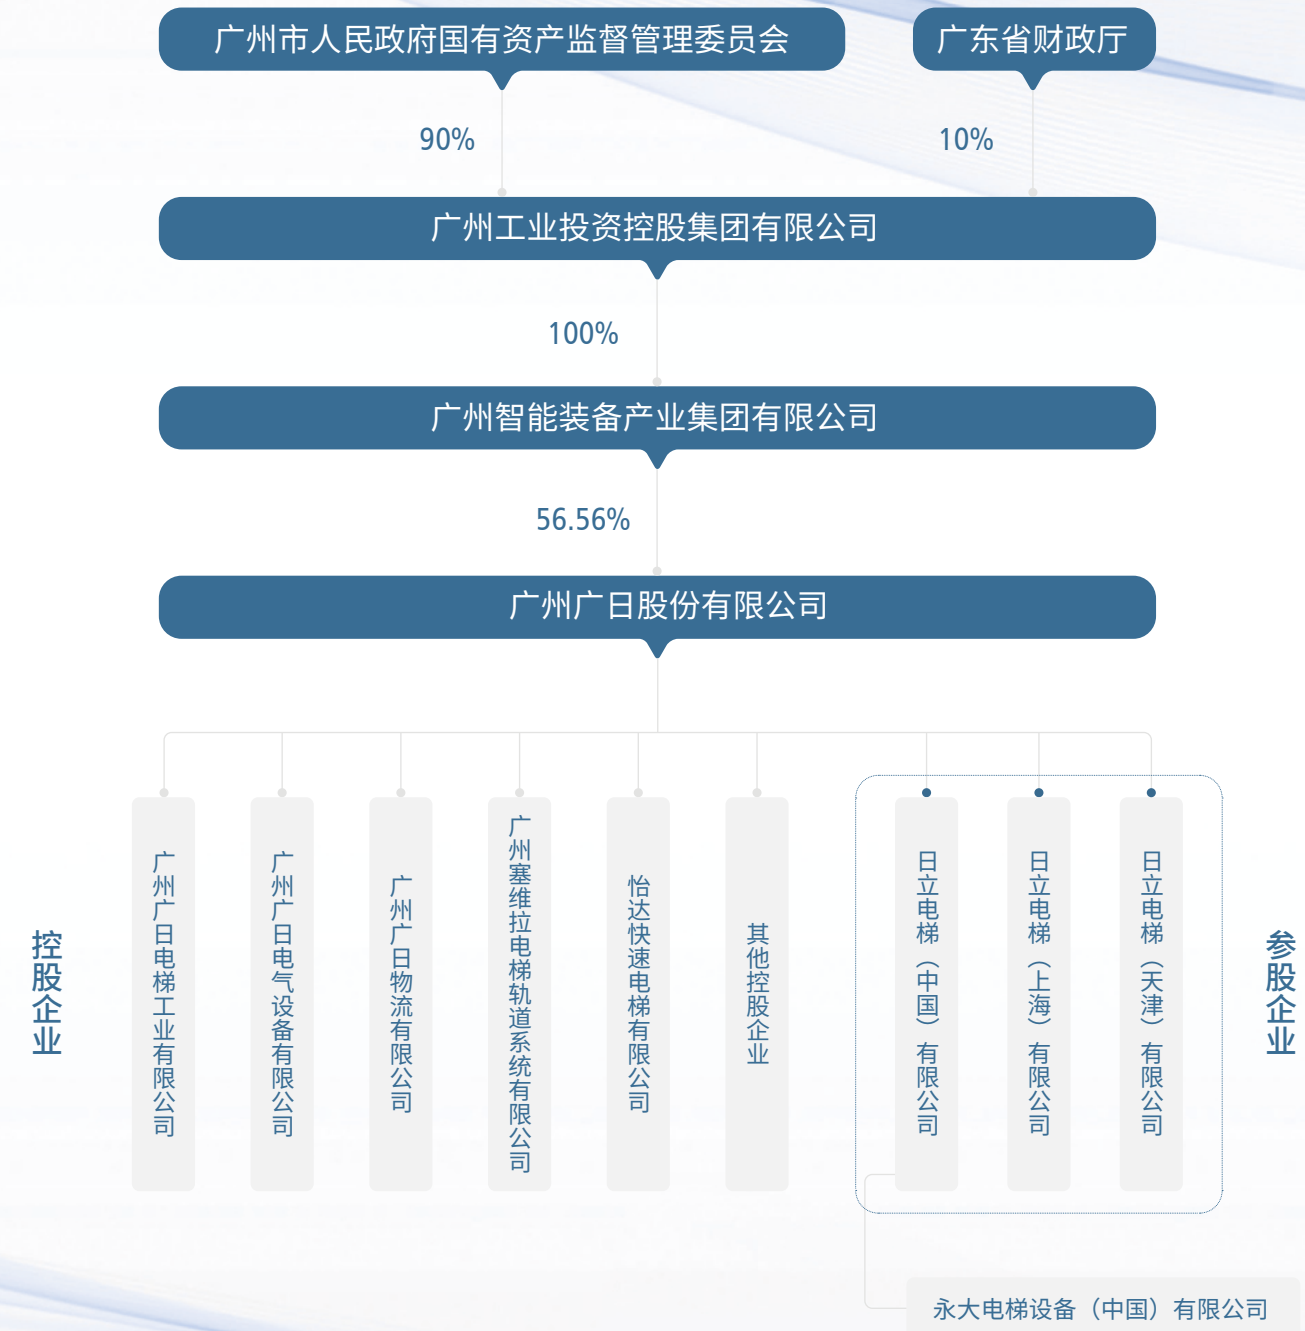 广州市人民政府国有资产监督管理委员会
广东省财政厅
90%
10%
广州工业投资控股集团有限公司
100%
广州智能装备产业集团有限公司
56.56%
广州广日股份有限公司
控股企业
广州广日电梯工业有限公司
广州广日电气设备有限公司
广州广日物流有限公司
广州塞维拉电梯轨道系统有限公司
怡达快速电梯有限公司
其他控股企业
日立电梯（中国）有限公司
日立电梯（上海）有限公司
日立电梯（天津）有限公司
参股企业
永大电梯设备（中国）有限公司